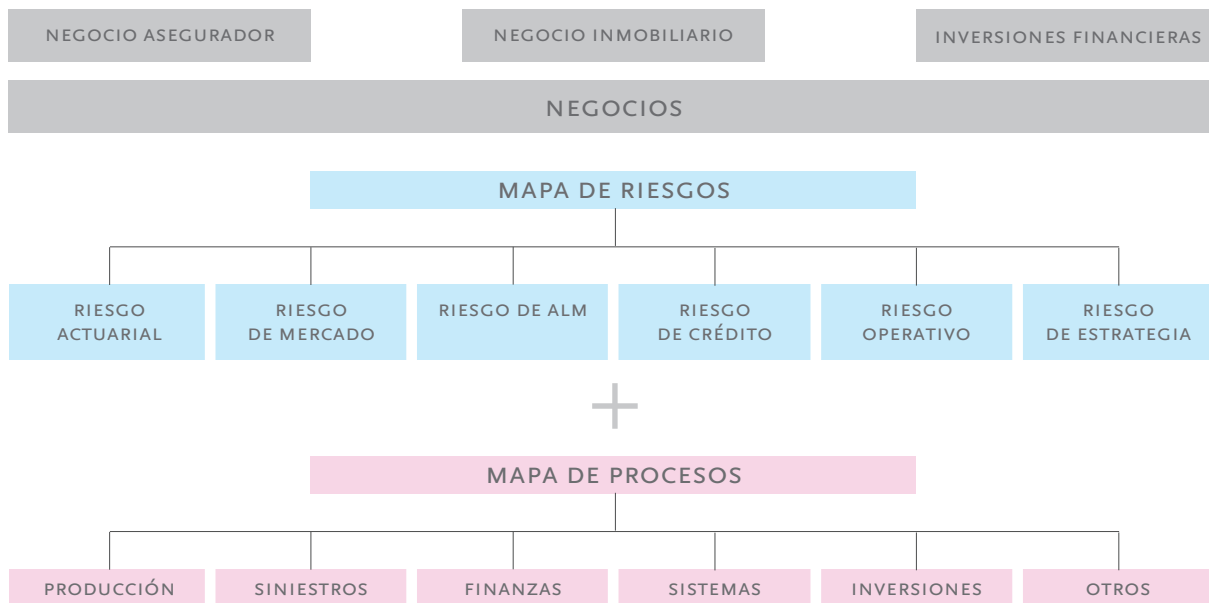 NEGOCIO ASEGURADOR
NEGOCIO INMOBILIARIO
INVERSIONES FINANCIERAS
NEGOCIOS
MAPA DE RIESGOS
RIESGO
ACTUARIAL
RIESGO
DE MERCADO
RIESGO DE ALM
RIESGO
DE CRÉDITO
RIESGO
OPERATIVO
RIESGO
DE ESTRATEGIA
+
MAPA DE PROCESOS
PRODUCCIÓN
SINIESTROS
FINANZAS
SISTEMAS
INVERSIONES
OTROS